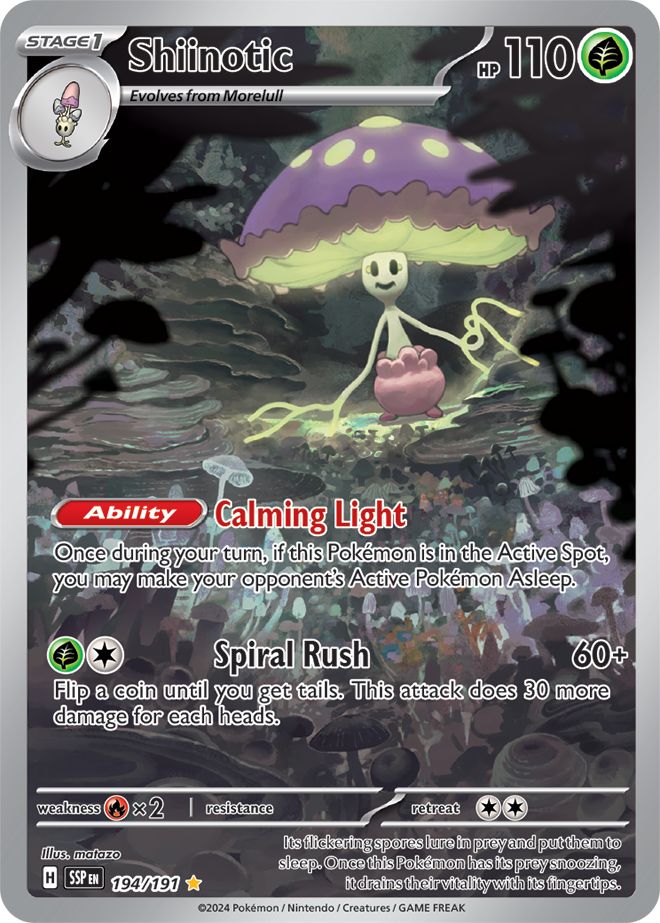 STAGE 1
Shiinotic
HP 110
Evolves from Morelull
Ability Calming Light
Once during your turn, if this Pokémon is in the Active Spot,
you may make your opponent's Active Pokémon Asleep.
Spiral Rush 60+
Flip a coin until you get tails. This attack does 30 more
damage for each heads.
weakness ×2 resistance retreat
Illus. matazo
Its flickering spores lure in prey and put them to
sleep. Once this Pokémon has its prey snoozing,
it drains their vitality with its fingertips.
H SSP EN 194/191
©2024 Pokémon / Nintendo / Creatures / GAME FREAK